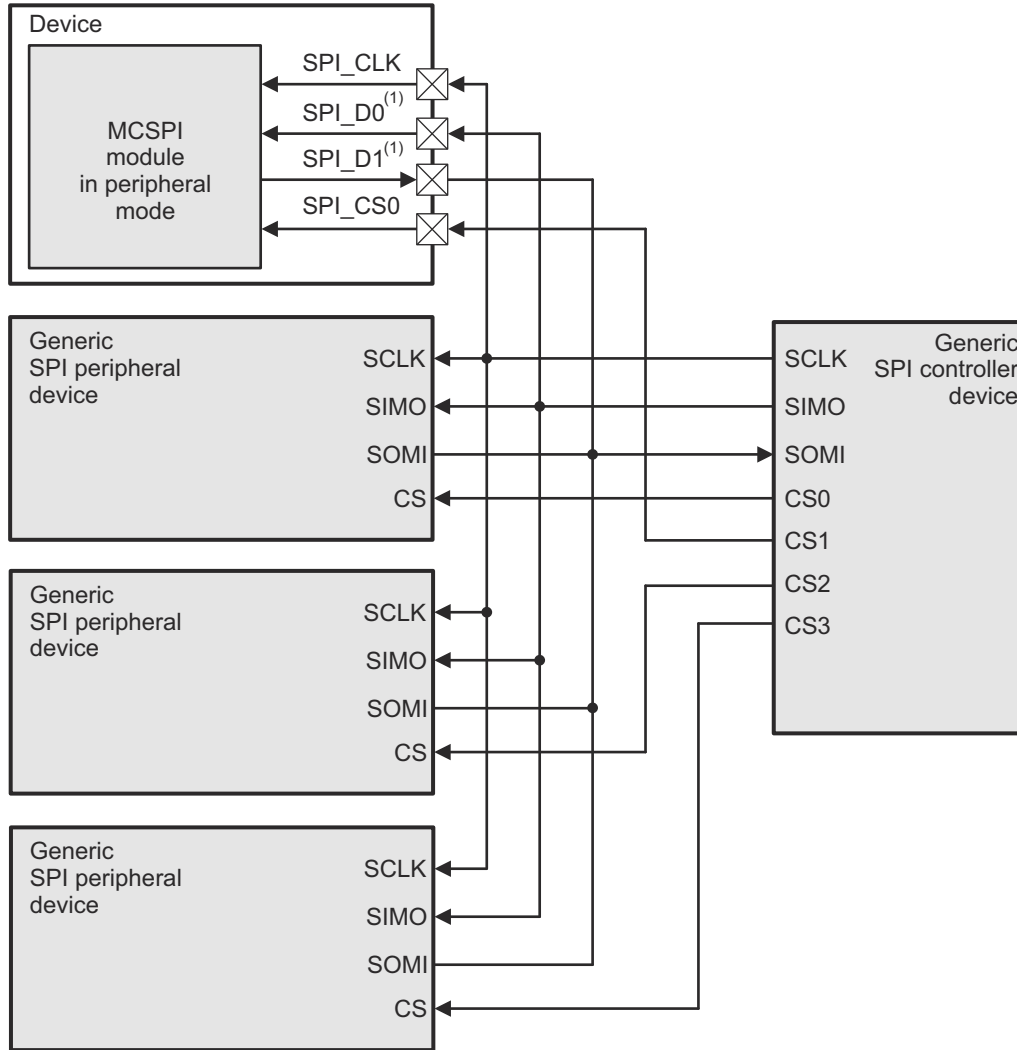 Device
MCSPI
module
in peripheral
mode
SPI_CLK
SPI_D0(1)
SPI_D1(1)
SPI_CS0
Generic
SPI peripheral
device
SCLK
SIMO
SOMI
CS
Generic
SPI peripheral
device
SCLK
SIMO
SOMI
CS
Generic
SPI peripheral
device
SCLK
SIMO
SOMI
CS
Generic
SPI controller
device
SCLK
SIMO
SOMI
CS0
CS1
CS2
CS3